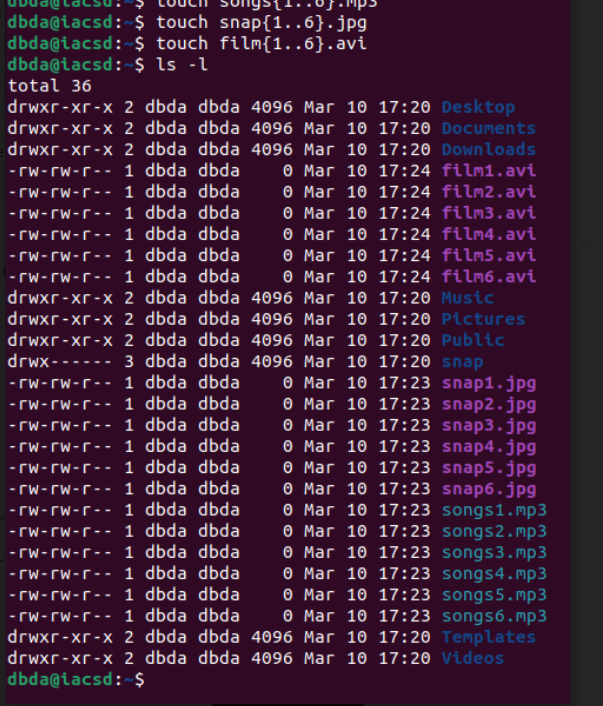 dbda@iacsd:~$ touch songs{1..6}.mp3
dbda@iacsd:~$ touch snap{1..6}.jpg
dbda@iacsd:~$ touch film{1..6}.avi
dbda@iacsd:~$ ls -l
total 36
drwxr-xr-x 2 dbda dbda 4096 Mar 10 17:20 Desktop
drwxr-xr-x 2 dbda dbda 4096 Mar 10 17:20 Documents
drwxr-xr-x 2 dbda dbda 4096 Mar 10 17:20 Downloads
-rw-rw-r-- 1 dbda dbda    0 Mar 10 17:24 film1.avi
-rw-rw-r-- 1 dbda dbda    0 Mar 10 17:24 film2.avi
-rw-rw-r-- 1 dbda dbda    0 Mar 10 17:24 film3.avi
-rw-rw-r-- 1 dbda dbda    0 Mar 10 17:24 film4.avi
-rw-rw-r-- 1 dbda dbda    0 Mar 10 17:24 film5.avi
-rw-rw-r-- 1 dbda dbda    0 Mar 10 17:24 film6.avi
drwxr-xr-x 2 dbda dbda 4096 Mar 10 17:20 Music
drwxr-xr-x 2 dbda dbda 4096 Mar 10 17:20 Pictures
drwxr-xr-x 2 dbda dbda 4096 Mar 10 17:20 Public
drwx------ 3 dbda dbda 4096 Mar 10 17:20 snap
-rw-rw-r-- 1 dbda dbda    0 Mar 10 17:23 snap1.jpg
-rw-rw-r-- 1 dbda dbda    0 Mar 10 17:23 snap2.jpg
-rw-rw-r-- 1 dbda dbda    0 Mar 10 17:23 snap3.jpg
-rw-rw-r-- 1 dbda dbda    0 Mar 10 17:23 snap4.jpg
-rw-rw-r-- 1 dbda dbda    0 Mar 10 17:23 snap5.jpg
-rw-rw-r-- 1 dbda dbda    0 Mar 10 17:23 snap6.jpg
-rw-rw-r-- 1 dbda dbda    0 Mar 10 17:23 songs1.mp3
-rw-rw-r-- 1 dbda dbda    0 Mar 10 17:23 songs2.mp3
-rw-rw-r-- 1 dbda dbda    0 Mar 10 17:23 songs3.mp3
-rw-rw-r-- 1 dbda dbda    0 Mar 10 17:23 songs4.mp3
-rw-rw-r-- 1 dbda dbda    0 Mar 10 17:23 songs5.mp3
-rw-rw-r-- 1 dbda dbda    0 Mar 10 17:23 songs6.mp3
drwxr-xr-x 2 dbda dbda 4096 Mar 10 17:20 Templates
drwxr-xr-x 2 dbda dbda 4096 Mar 10 17:20 Videos
dbda@iacsd:~$